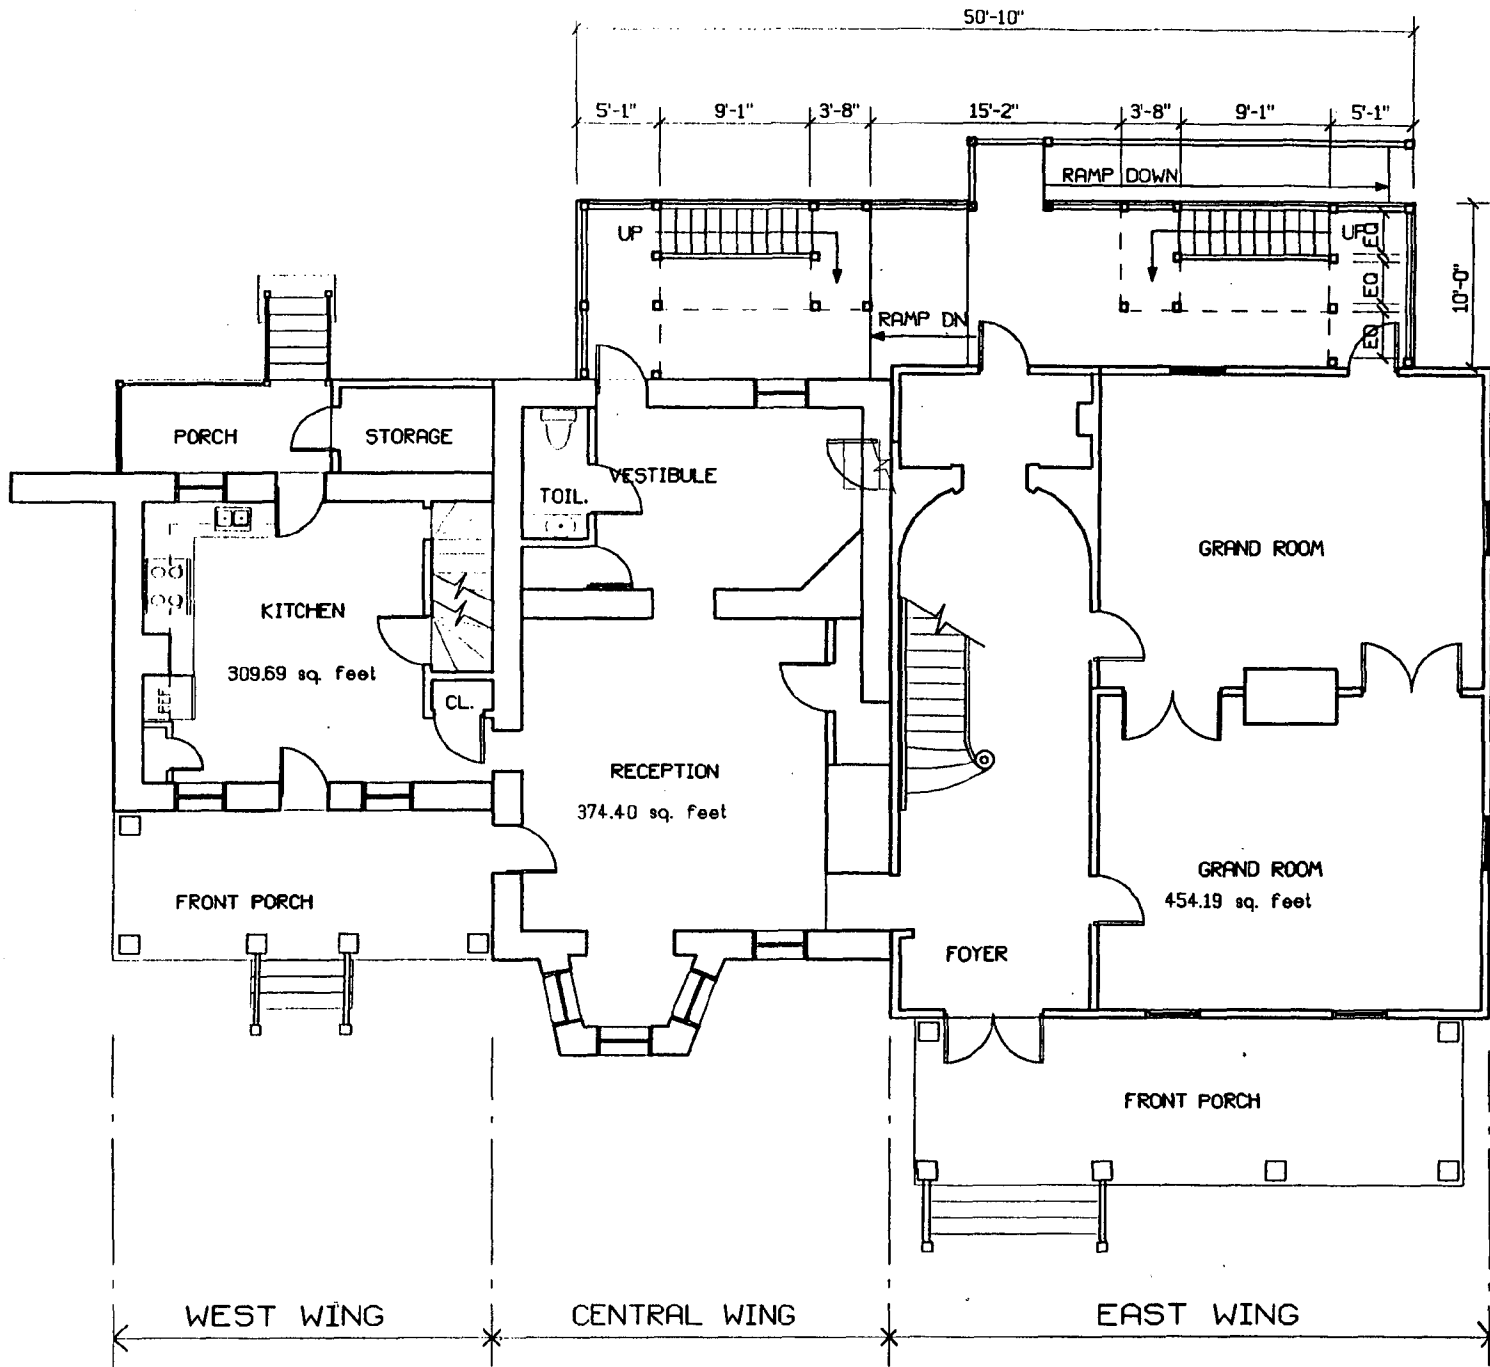 50'-10"
5'-1" 9'-1" 3'-8" 15'-2" 3'-8" 9'-1" 5'-1"
RAMP DOWN
UP
UP
EQ
EQ
EQ
10'-0"
RAMP DN
PORCH
STORAGE
VESTIBULE
TOIL.
GRAND ROOM
KITCHEN
309.69 sq. feet
REF
CL.
RECEPTION
374.40 sq. feet
GRAND ROOM
454.19 sq. feet
FRONT PORCH
FOYER
FRONT PORCH
WEST WING
CENTRAL WING
EAST WING